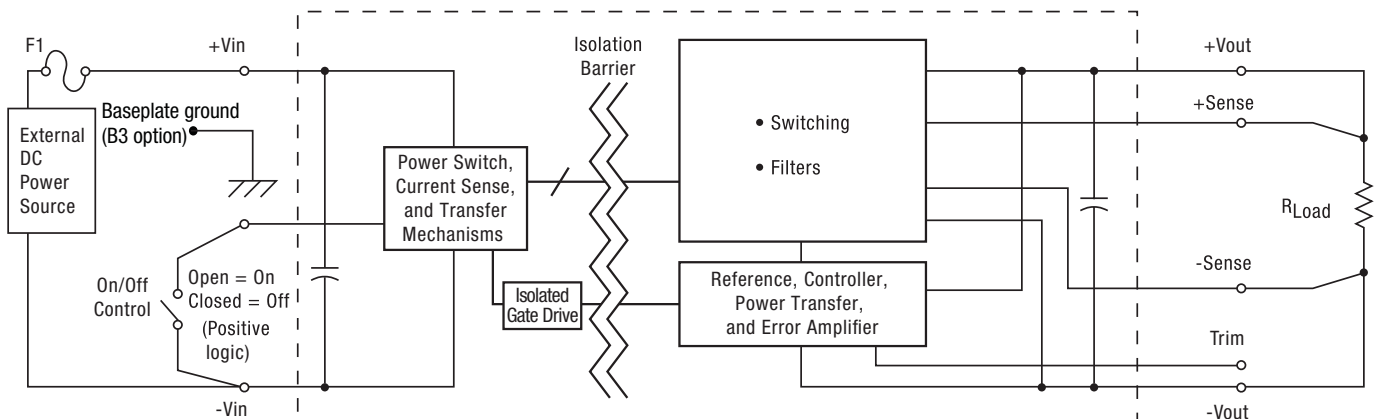 F1
+Vin
Isolation
Barrier
+Vout
Baseplate ground
(B3 option)
+Sense
External
DC
Power
Source
• Switching
• Filters
Power Switch,
Current Sense,
and Transfer
Mechanisms
RLoad
On/Off
Control
Open = On
Closed = Off
(Positive
logic)
Isolated
Gate Drive
Reference, Controller,
Power Transfer,
and Error Amplifier
-Sense
Trim
-Vin
-Vout